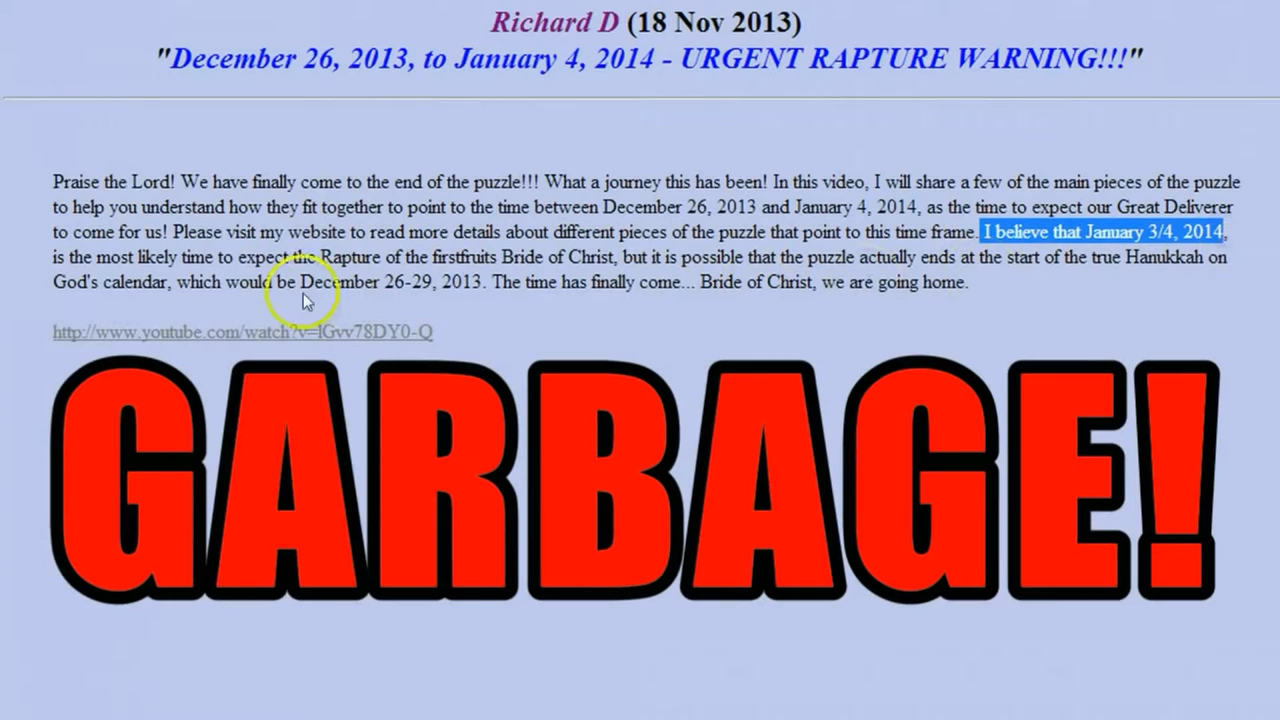 Richard D (18 Nov 2013)
"December 26, 2013, to January 4, 2014 - URGENT RAPTURE WARNING!!!"
Praise the Lord! We have finally come to the end of the puzzle!!! What a journey this has been! In this video, I will share a few of the main pieces of the puzzle
to help you understand how they fit together to point to the time between December 26, 2013 and January 4, 2014, as the time to expect our Great Deliverer
to come for us! Please visit my website to read more details about different pieces of the puzzle that point to this time frame. I believe that January 3/4, 2014,
is the most likely time to expect the Rapture of the firstfruits Bride of Christ, but it is possible that the puzzle actually ends at the start of the true Hanukkah on
God's calendar, which would be December 26-29, 2013. The time has finally come... Bride of Christ, we are going home.
http://www.youtube.com/watch?v=lGvv78DY0-Q
GARBAGE!